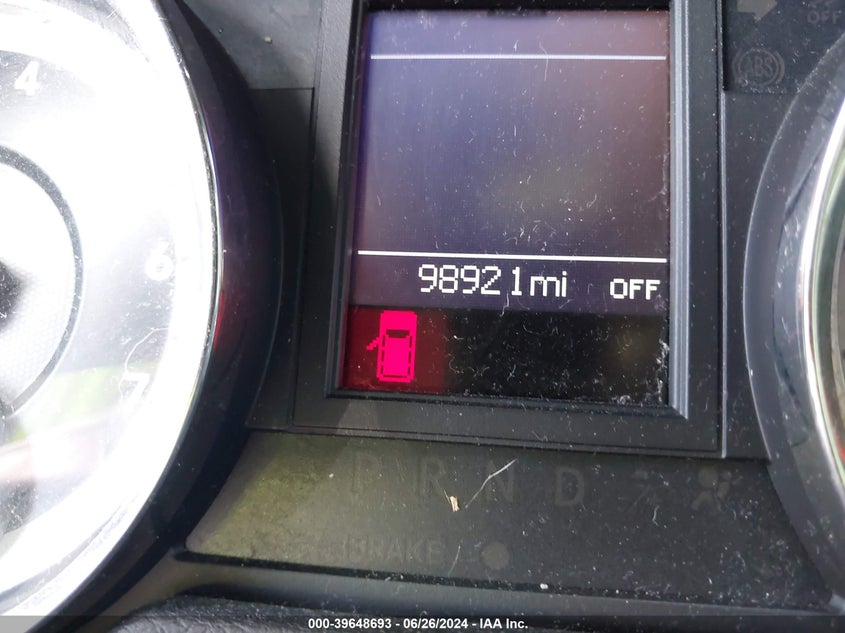 4
OFF
ABS
6
98921mi OFF
7
P R N D
BRAKE
000-39648693 - 06/26/2024 - IAA Inc.